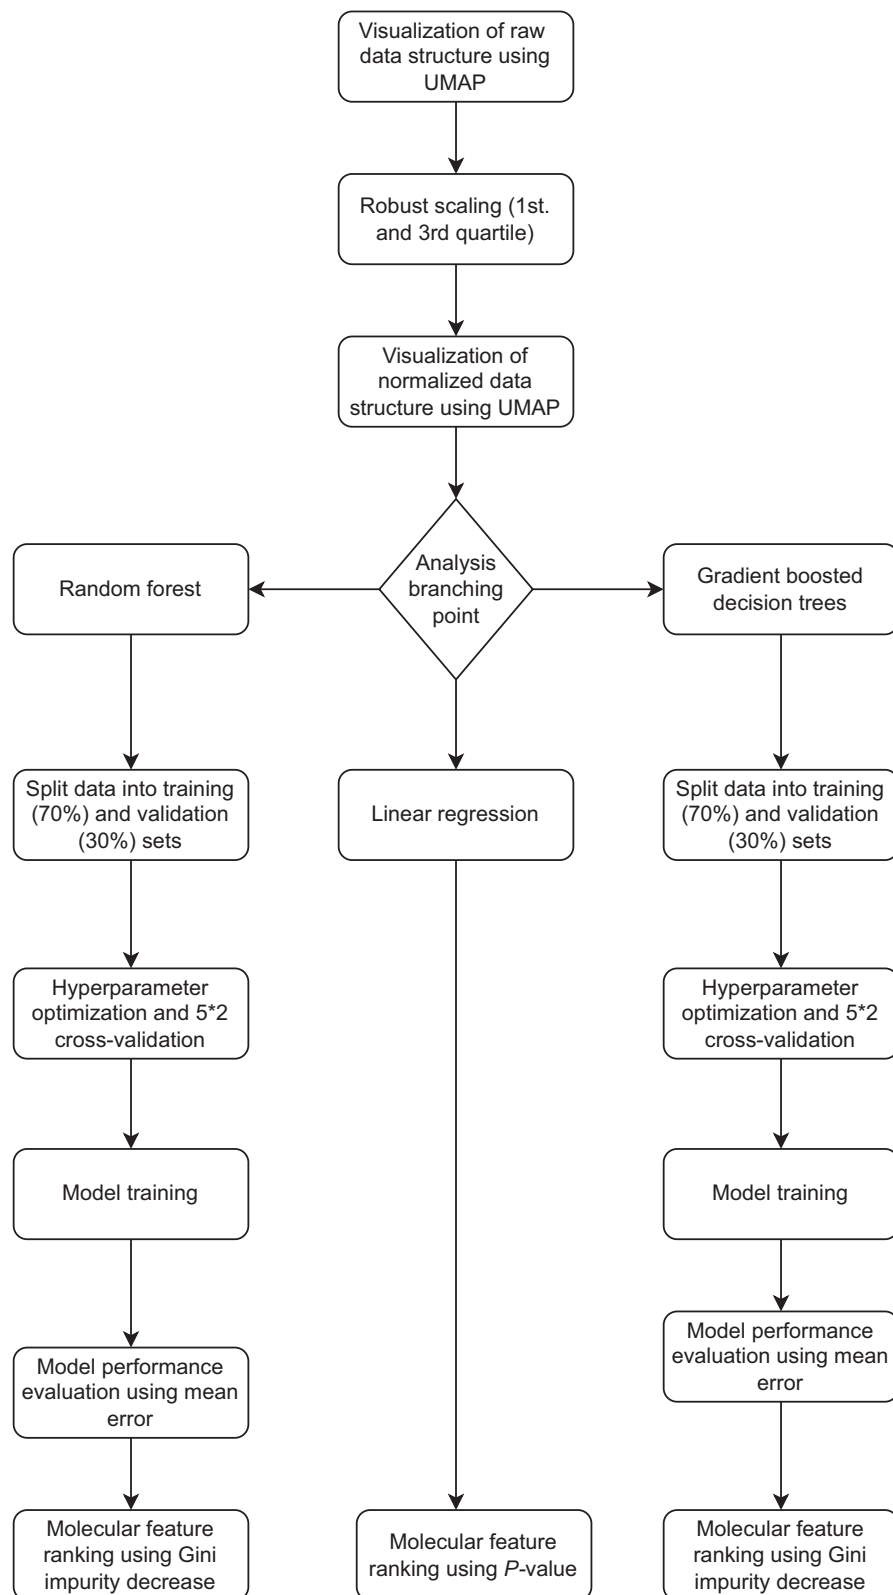 Visualization of raw
data structure using
UMAP
Robust scaling (1st.
and 3rd quartile)
Visualization of
normalized data
structure using UMAP
Analysis
branching
point
Random forest
Gradient boosted
decision trees
Split data into training
(70%) and validation
(30%) sets
Linear regression
Split data into training
(70%) and validation
(30%) sets
Hyperparameter
optimization and 5*2
cross-validation
Hyperparameter
optimization and 5*2
cross-validation
Model training
Model training
Model performance
evaluation using mean
error
Model performance
evaluation using mean
error
Molecular feature
ranking using Gini
impurity decrease
Molecular feature
ranking using P-value
Molecular feature
ranking using Gini
impurity decrease